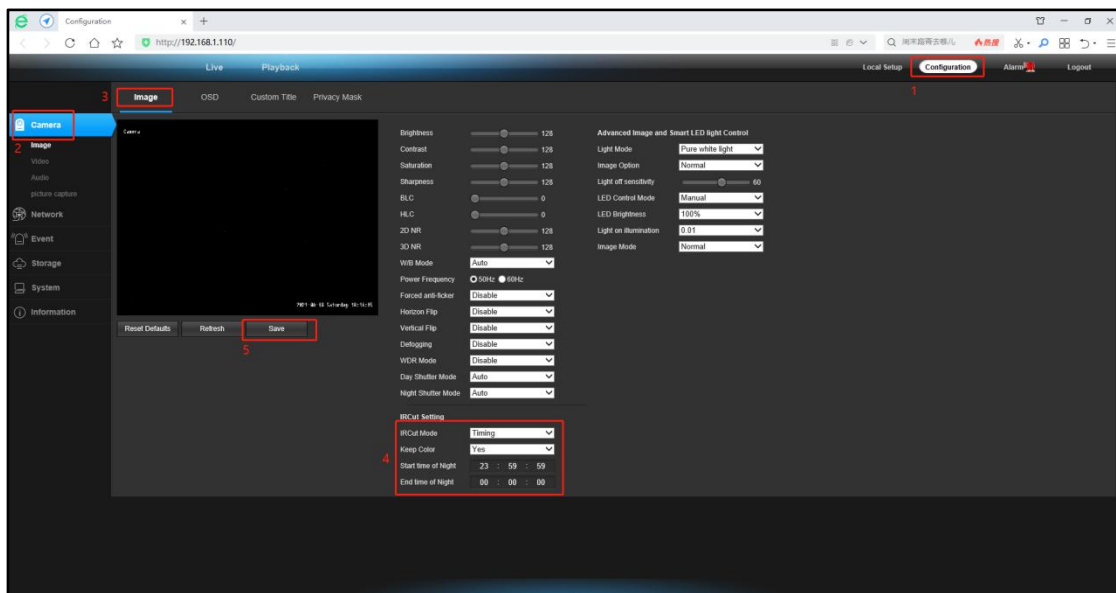 Configuration
http://192.168.1.110/
Live Playback Local Setup Configuration Alarm Logout
1
3 Image OSD Custom Title Privacy Mask
Camera
2
Image
Video
Audio
picture capture
Network
Event
Storage
System
Information
Camera
Reset Defaults Refresh Save
5
Brightness 128
Contrast 128
Saturation 128
Sharpness 128
BLC 0
HLC 0
2D NR 128
3D NR 128
W/B Mode Auto
Power Frequency 50Hz 60Hz
Forced anti-flicker Disable
Horizon Flip Disable
Vertical Flip Disable
Defogging Disable
WDR Mode Disable
Day Shutter Mode Auto
Night Shutter Mode Auto
IRCut Setting
IRCut Mode Timing
Keep Color Yes
4
Start time of Night 23 : 59 : 59
End time of Night 00 : 00 : 00
Advanced Image and Smart LED light Control
Light Mode Pure white light
Image Option Normal
Light off sensitivity 60
LED Control Mode Manual
LED Brightness 100%
Light on illumination 0.01
Image Mode Normal